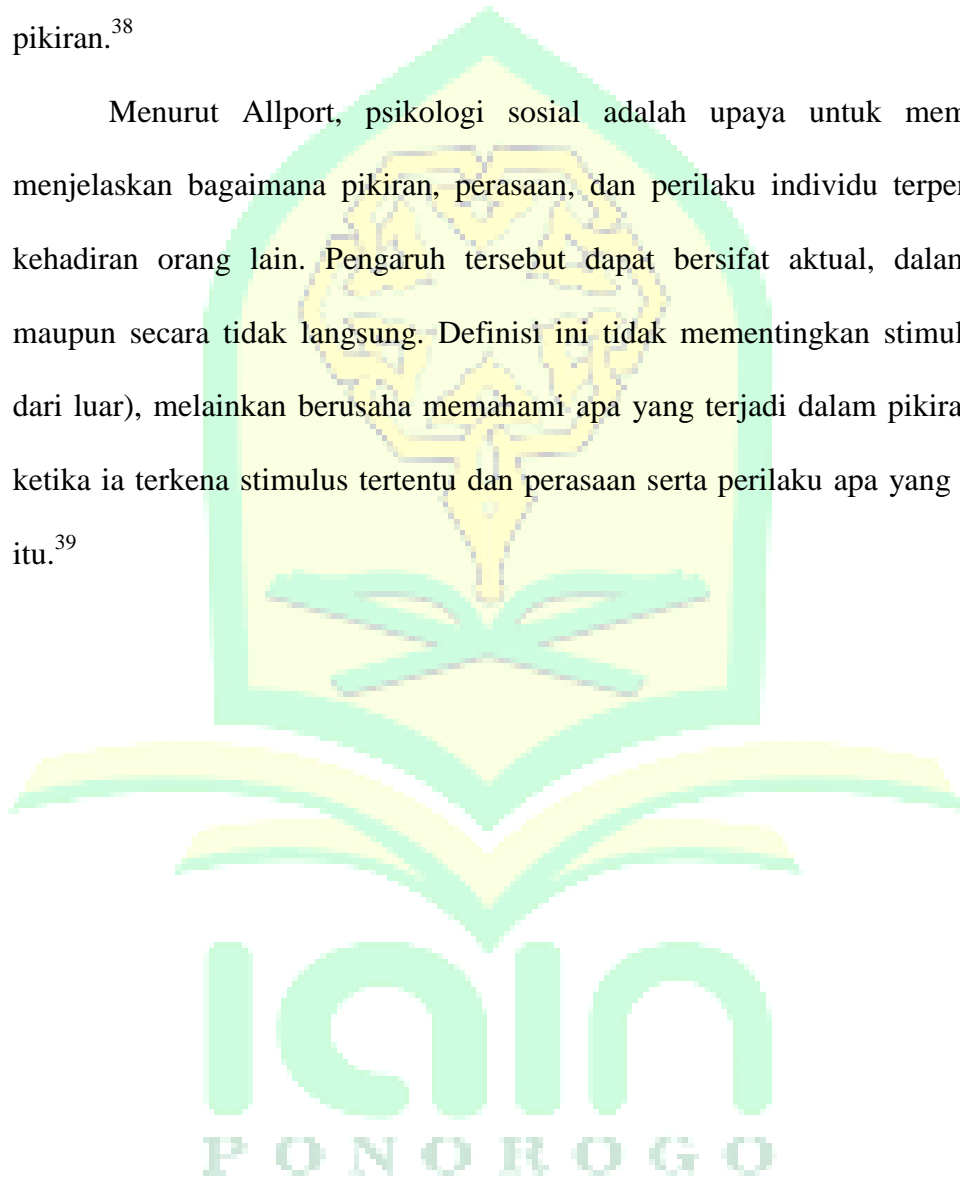 pikiran.38
Menurut Allport, psikologi sosial adalah upaya untuk mem
menjelaskan bagaimana pikiran, perasaan, dan perilaku individu terper
kehadiran orang lain. Pengaruh tersebut dapat bersifat aktual, dalam
maupun secara tidak langsung. Definisi ini tidak mementingkan stimul
dari luar), melainkan berusaha memahami apa yang terjadi dalam pikira
ketika ia terkena stimulus tertentu dan perasaan serta perilaku apa yang
itu.39
iain
PONOROGO